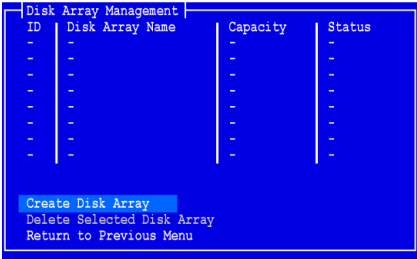 Disk Array Management
ID Disk Array Name Capacity Status
- - - -
- - - -
- - - -
- - - -
- - - -
- - - -
- - - -
- - - -
Create Disk Array
Delete Selected Disk Array
Return to Previous Menu